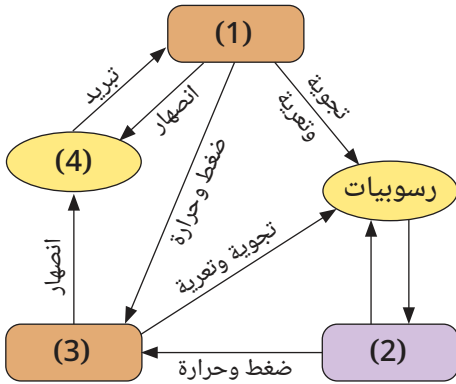 (1)
تبريد
انصهار
ضغط وحرارة
تجوية
وتعرية
(4)
رسوبيات
انصهار
تجوية وتعرية
(3)
ضغط وحرارة
(2)